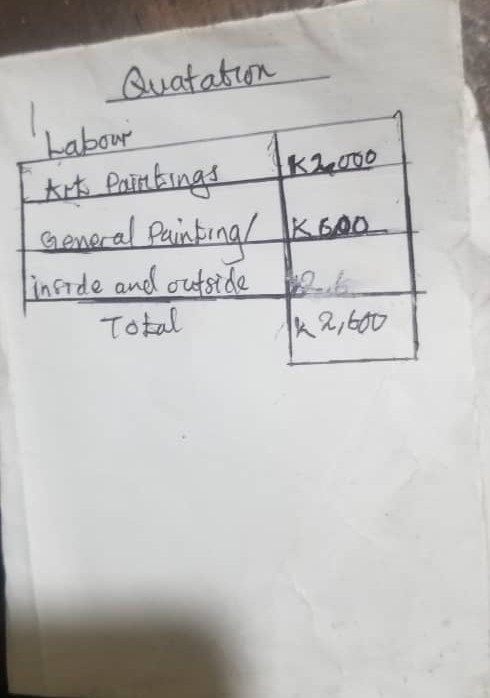 Quatation
Labour
Arts Paintings K2,000
General Painting/ K600
inside and outside
Total K2,600